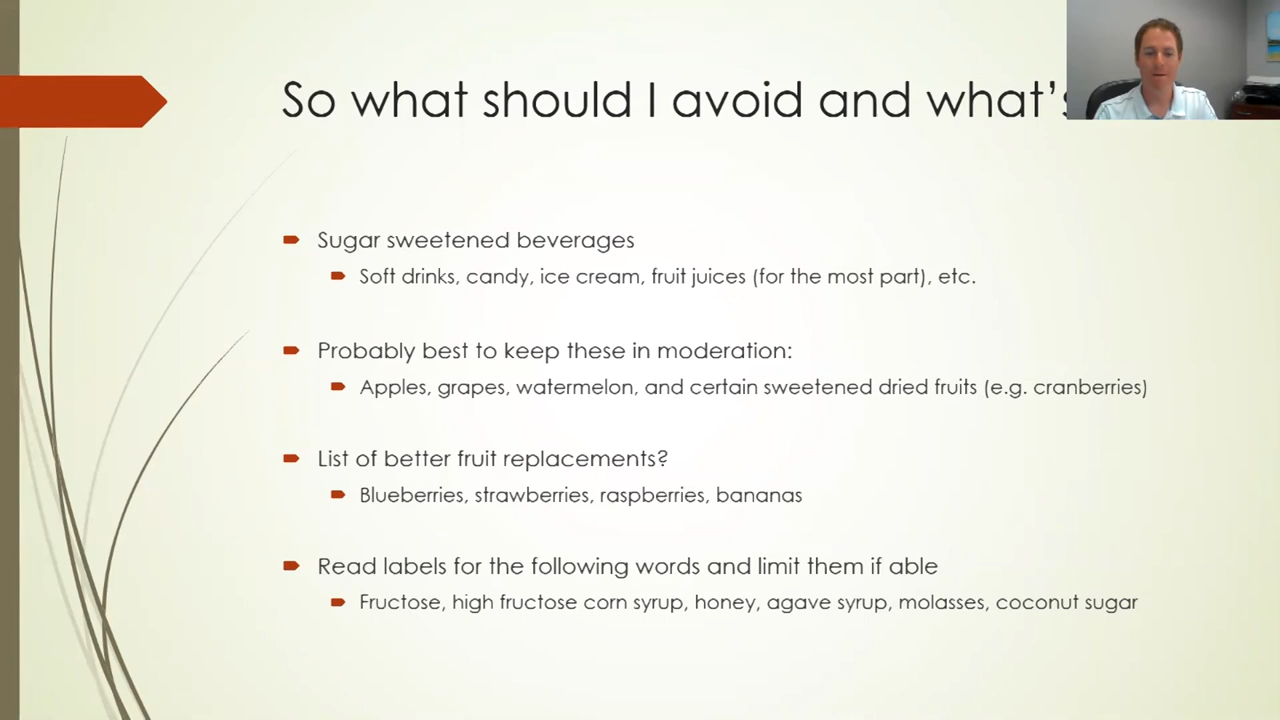 So what should I avoid and what's
Sugar sweetened beverages
Soft drinks, candy, ice cream, fruit juices (for the most part), etc.
Probably best to keep these in moderation:
Apples, grapes, watermelon, and certain sweetened dried fruits (e.g. cranberries)
List of better fruit replacements?
Blueberries, strawberries, raspberries, bananas
Read labels for the following words and limit them if able
Fructose, high fructose corn syrup, honey, agave syrup, molasses, coconut sugar